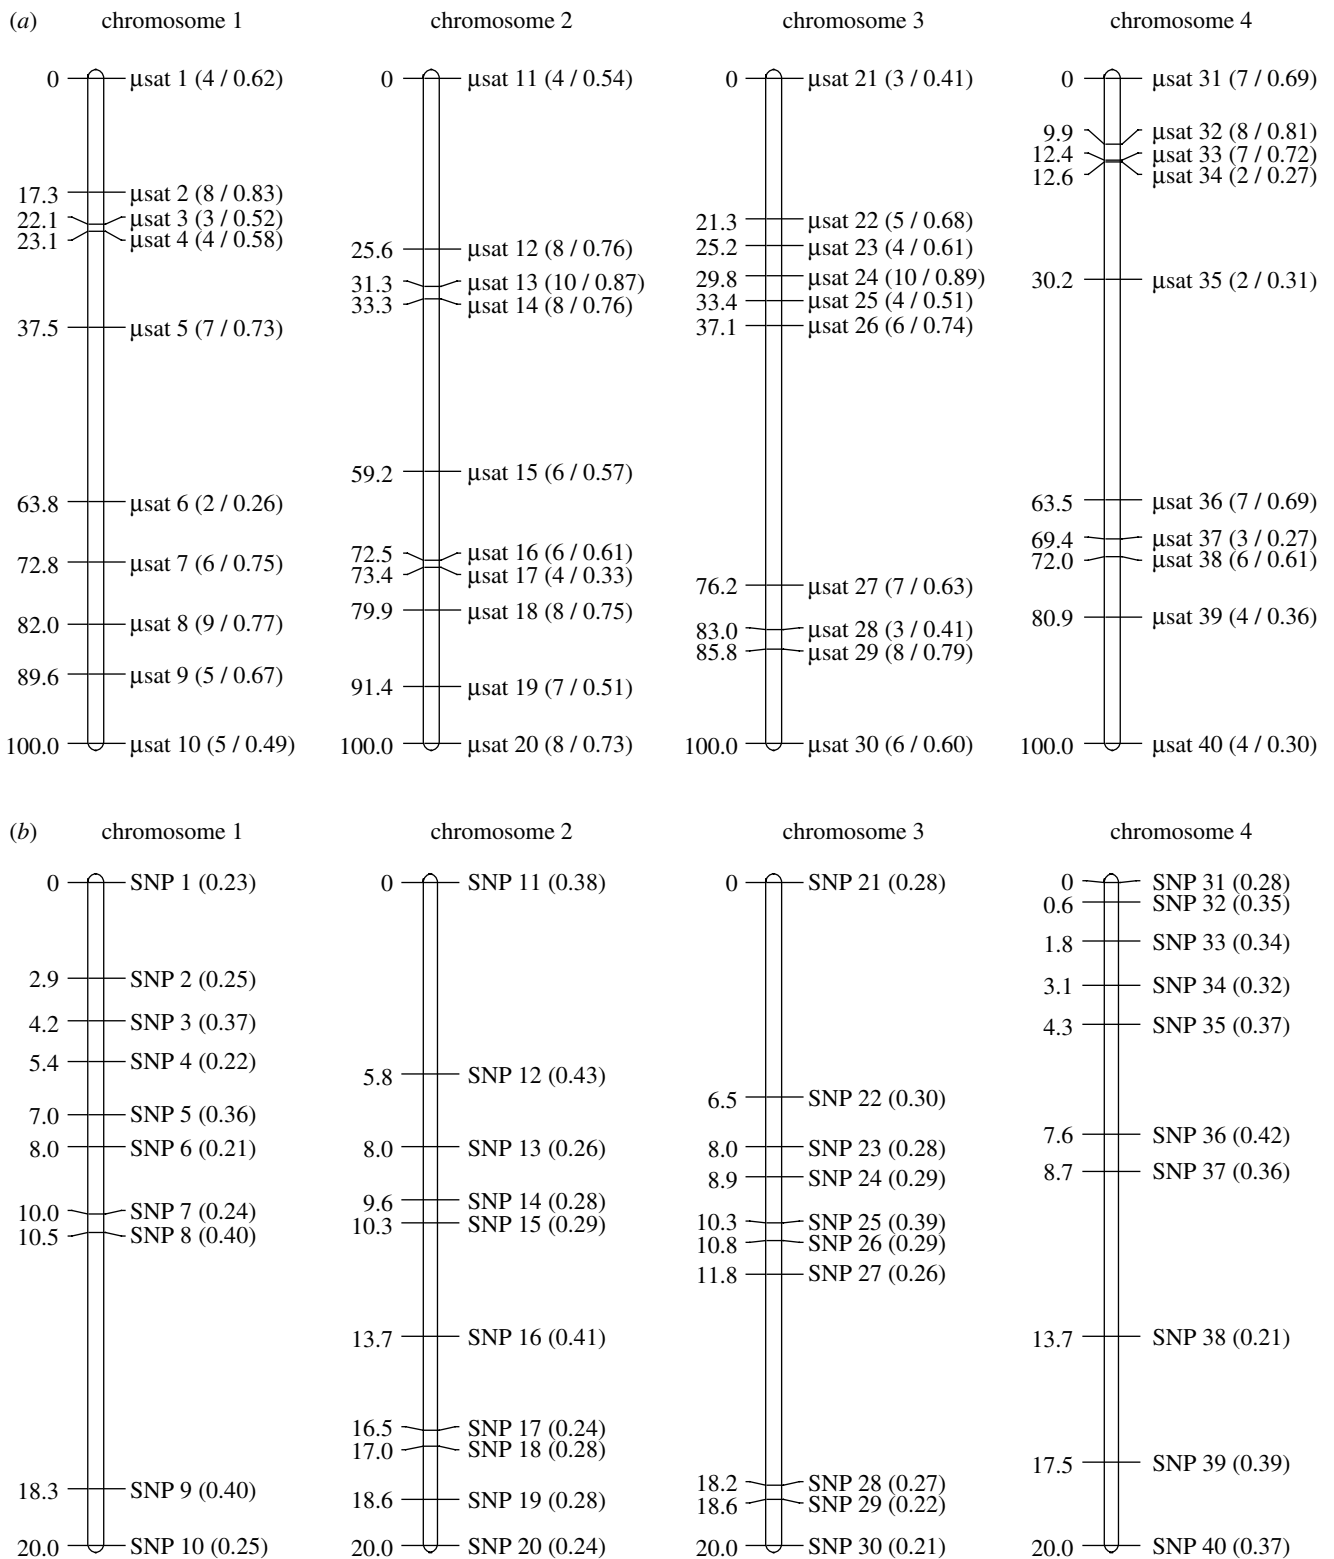 (a) chromosome 1 chromosome 2 chromosome 3 chromosome 4
0 μsat 1 (4 / 0.62)
17.3 μsat 2 (8 / 0.83)
22.1 μsat 3 (3 / 0.52)
23.1 μsat 4 (4 / 0.58)
37.5 μsat 5 (7 / 0.73)
63.8 μsat 6 (2 / 0.26)
72.8 μsat 7 (6 / 0.75)
82.0 μsat 8 (9 / 0.77)
89.6 μsat 9 (5 / 0.67)
100.0 μsat 10 (5 / 0.49)
0 μsat 11 (4 / 0.54)
25.6 μsat 12 (8 / 0.76)
31.3 μsat 13 (10 / 0.87)
33.3 μsat 14 (8 / 0.76)
59.2 μsat 15 (6 / 0.57)
72.5 μsat 16 (6 / 0.61)
73.4 μsat 17 (4 / 0.33)
79.9 μsat 18 (8 / 0.75)
91.4 μsat 19 (7 / 0.51)
100.0 μsat 20 (8 / 0.73)
0 μsat 21 (3 / 0.41)
21.3 μsat 22 (5 / 0.68)
25.2 μsat 23 (4 / 0.61)
29.8 μsat 24 (10 / 0.89)
33.4 μsat 25 (4 / 0.51)
37.1 μsat 26 (6 / 0.74)
76.2 μsat 27 (7 / 0.63)
83.0 μsat 28 (3 / 0.41)
85.8 μsat 29 (8 / 0.79)
100.0 μsat 30 (6 / 0.60)
0 μsat 31 (7 / 0.69)
9.9 μsat 32 (8 / 0.81)
12.4 μsat 33 (7 / 0.72)
12.6 μsat 34 (2 / 0.27)
30.2 μsat 35 (2 / 0.31)
63.5 μsat 36 (7 / 0.69)
69.4 μsat 37 (3 / 0.27)
72.0 μsat 38 (6 / 0.61)
80.9 μsat 39 (4 / 0.36)
100.0 μsat 40 (4 / 0.30)
(b) chromosome 1 chromosome 2 chromosome 3 chromosome 4
0 SNP 1 (0.23)
2.9 SNP 2 (0.25)
4.2 SNP 3 (0.37)
5.4 SNP 4 (0.22)
7.0 SNP 5 (0.36)
8.0 SNP 6 (0.21)
10.0 SNP 7 (0.24)
10.5 SNP 8 (0.40)
18.3 SNP 9 (0.40)
20.0 SNP 10 (0.25)
0 SNP 11 (0.38)
5.8 SNP 12 (0.43)
8.0 SNP 13 (0.26)
9.6 SNP 14 (0.28)
10.3 SNP 15 (0.29)
13.7 SNP 16 (0.41)
16.5 SNP 17 (0.24)
17.0 SNP 18 (0.28)
18.6 SNP 19 (0.28)
20.0 SNP 20 (0.24)
0 SNP 21 (0.28)
6.5 SNP 22 (0.30)
8.0 SNP 23 (0.28)
8.9 SNP 24 (0.29)
10.3 SNP 25 (0.39)
10.8 SNP 26 (0.29)
11.8 SNP 27 (0.26)
18.2 SNP 28 (0.27)
18.6 SNP 29 (0.22)
20.0 SNP 30 (0.21)
0 SNP 31 (0.28)
0.6 SNP 32 (0.35)
1.8 SNP 33 (0.34)
3.1 SNP 34 (0.32)
4.3 SNP 35 (0.37)
7.6 SNP 36 (0.42)
8.7 SNP 37 (0.36)
13.7 SNP 38 (0.21)
17.5 SNP 39 (0.39)
20.0 SNP 40 (0.37)